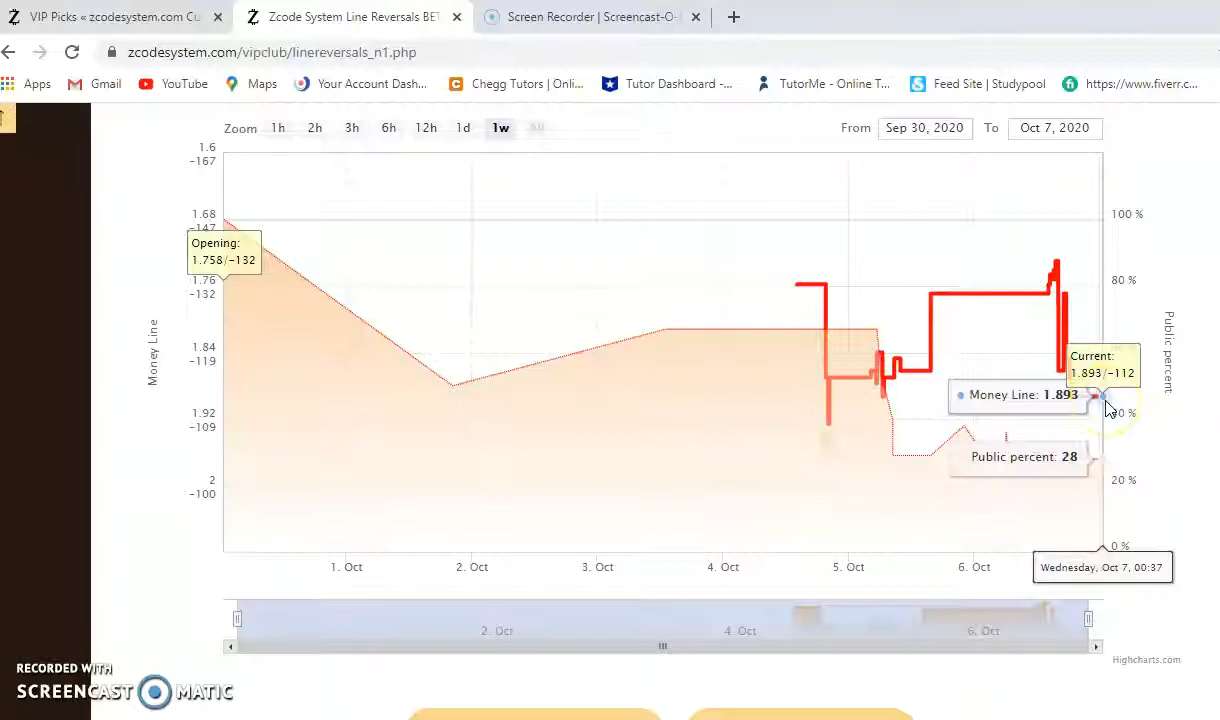 VIP Picks « zcodesystem.com Cu
Zcode System Line Reversals BET
Screen Recorder | Screencast-O-
zcodesystem.com/vipclub/linereversals_n1.php
Apps
Gmail
YouTube
Maps
Your Account Dash...
Chegg Tutors | Onli...
Tutor Dashboard -...
TutorMe - Online T...
Feed Site | Studypool
https://www.fiverr.c...
Zoom 1h 2h 3h 6h 12h 1d 1w All
From Sep 30, 2020 To Oct 7, 2020
1.6
-167
1.68
-147
100 %
Opening:
1.758/-132
1.76
-132
80 %
Money Line
Public percent
1.84
-119
Current:
1.893/-112
Money Line: 1.893
1.92
-109
Public percent: 28
2
-100
20 %
0 %
1. Oct 2. Oct 3. Oct 4. Oct 5. Oct 6. Oct
Wednesday, Oct 7, 00:37
2. Oct 4. Oct 6. Oct
Highcharts.com
RECORDED WITH
SCREENCAST MATIC